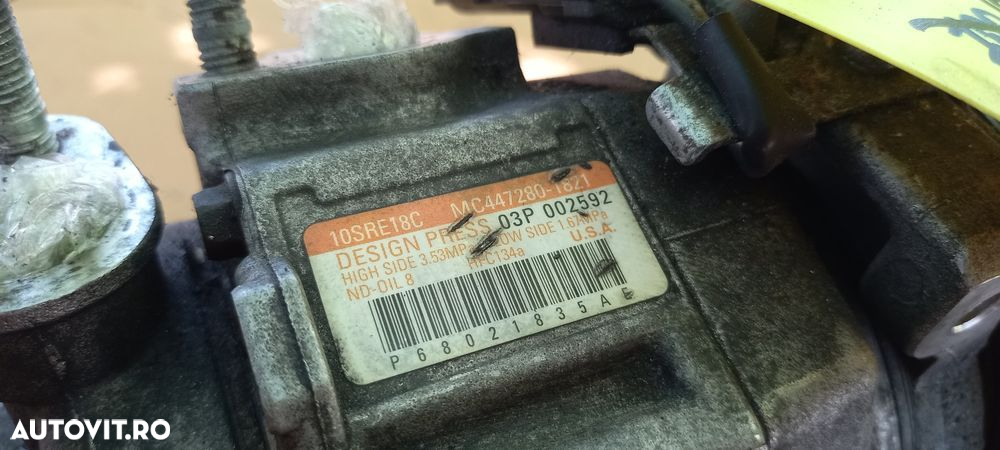 10SRE18C MC447280-1821
DESIGN PRESS 03P 002592
HIGH SIDE 3.53MPa LOW SIDE 1.67MPa
ND-OIL 8 HFC134a U.S.A.
P68021835AE
AUTOVIT.RO